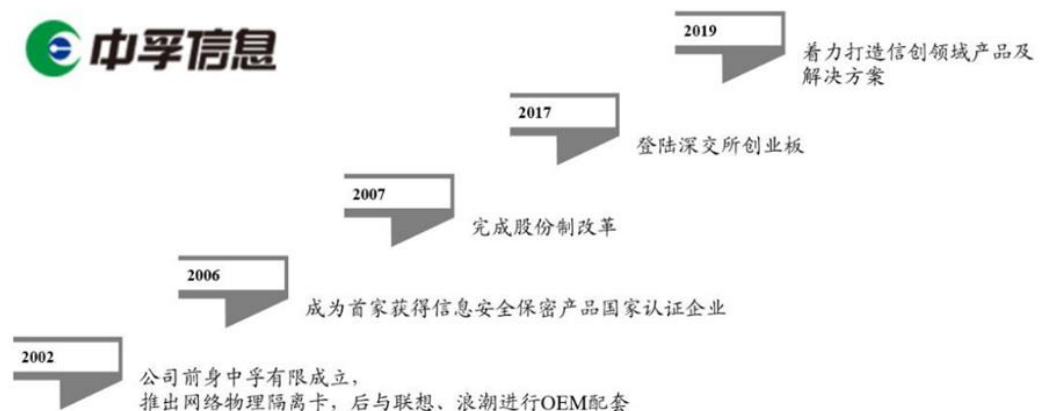 中孚信息
2019
着力打造信创领域产品及
解决方案
2017
登陆深交所创业板
2007
完成股份制改革
2006
成为首家获得信息安全保密产品国家认证企业
2002
公司前身中孚有限成立，
推出网络物理隔离卡，后与联想、浪潮进行OEM配套